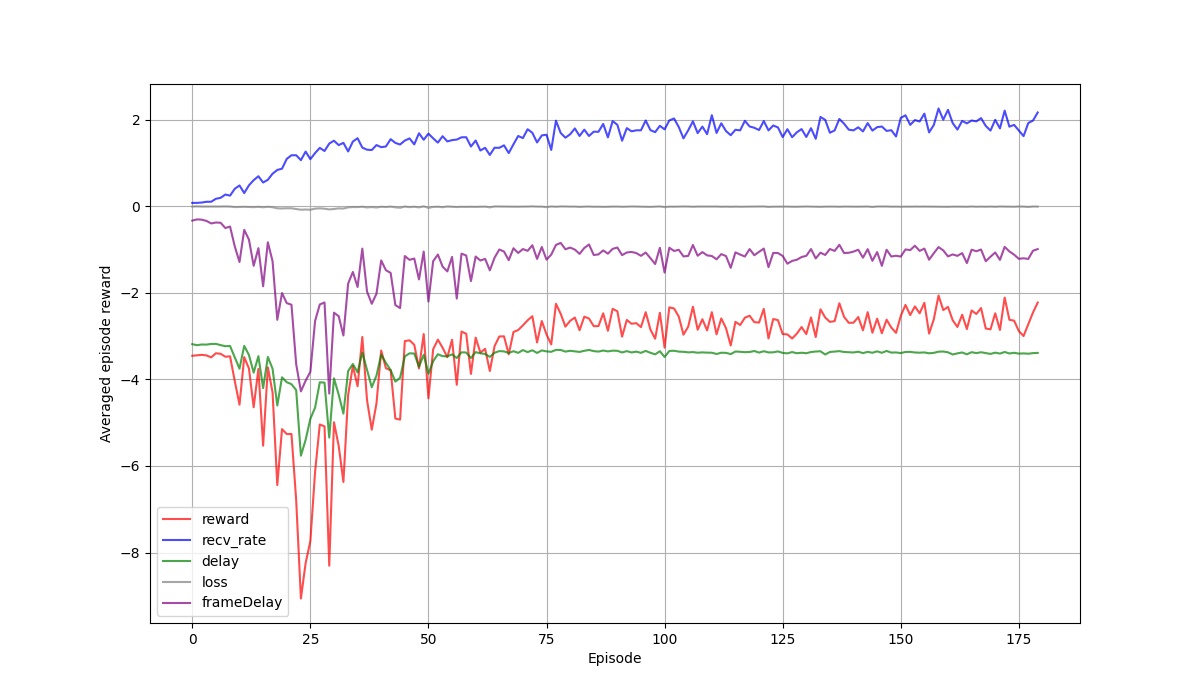 Averaged episode reward
2
0
−2
−4
−6
−8
reward
recv_rate
delay
loss
frameDelay
0 25 50 75 100 125 150 175
Episode